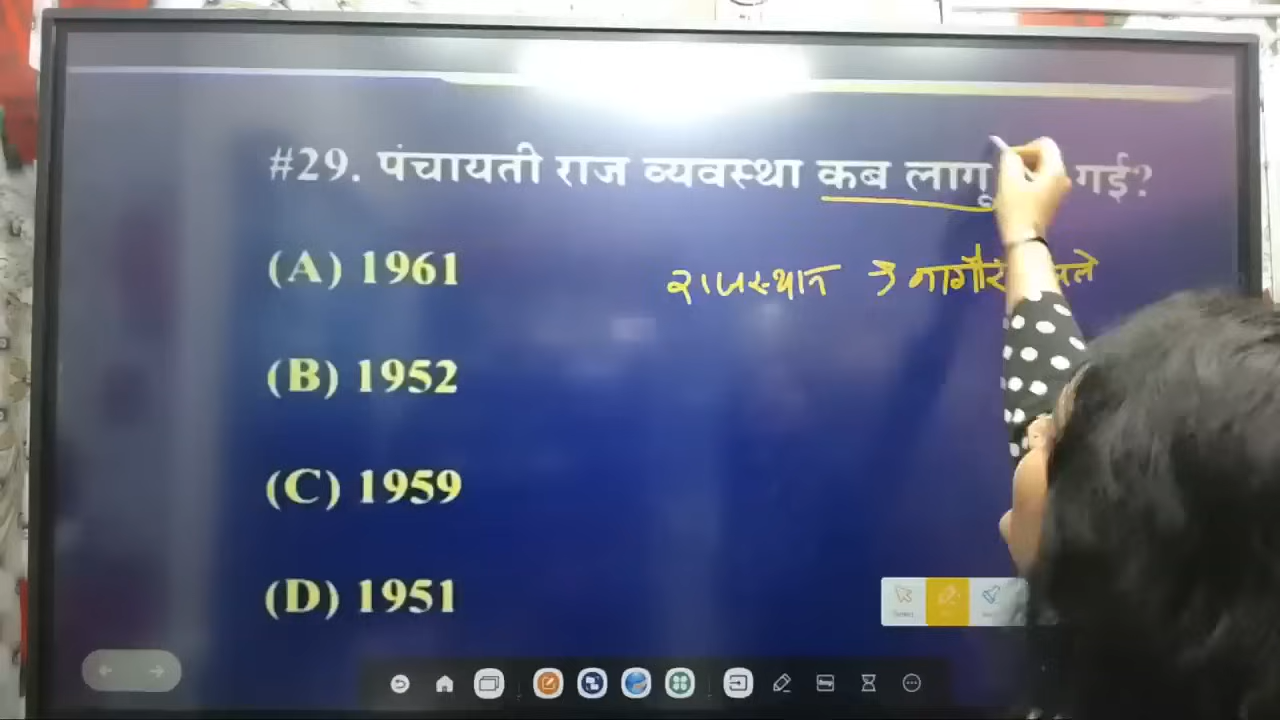 #29. पंचायती राज व्यवस्था कब लागू गई?
(A) 1961
राजस्थान के नागौर
(B) 1952
(C) 1959
(D) 1951